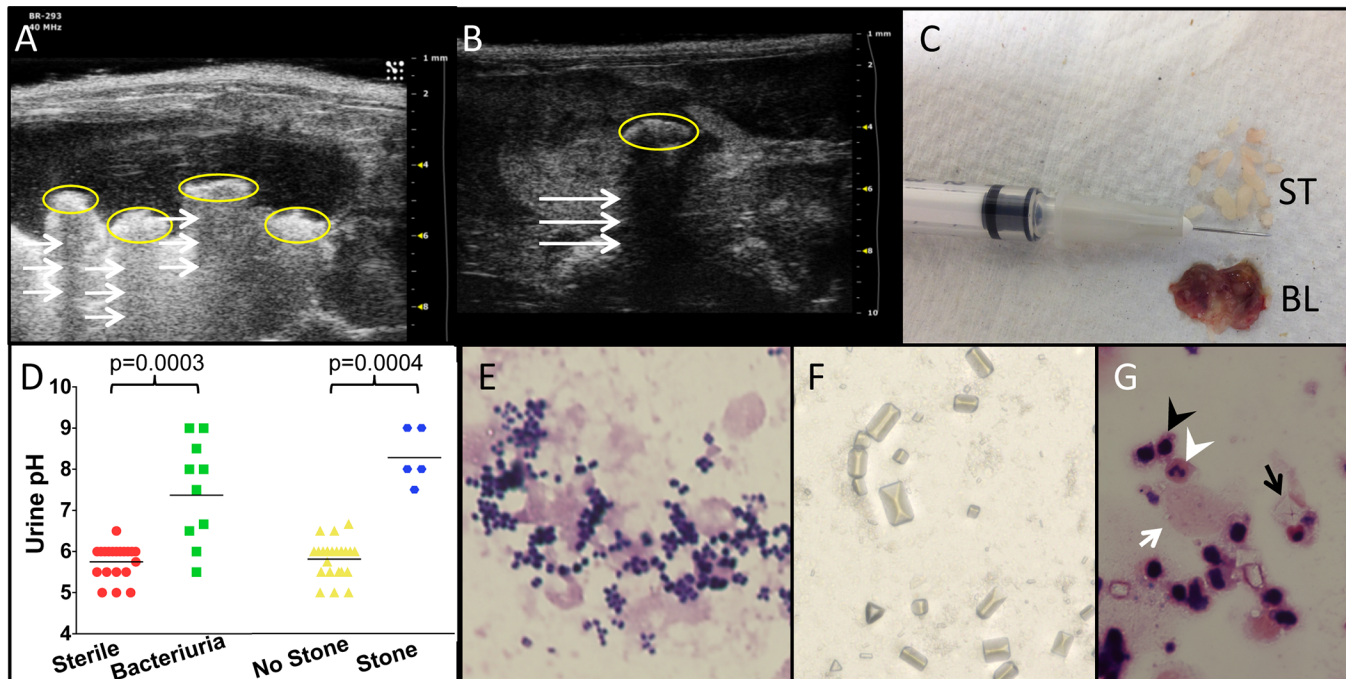 BR-293
40 MHz
A
1 mm
2
4
6
8
B
1 mm
2
4
6
8
10
C
ST
BL
D
p=0.0003
p=0.0004
Urine pH
10
9
8
7
6
5
4
Sterile
Bacteriuria
No Stone
Stone
E
F
G